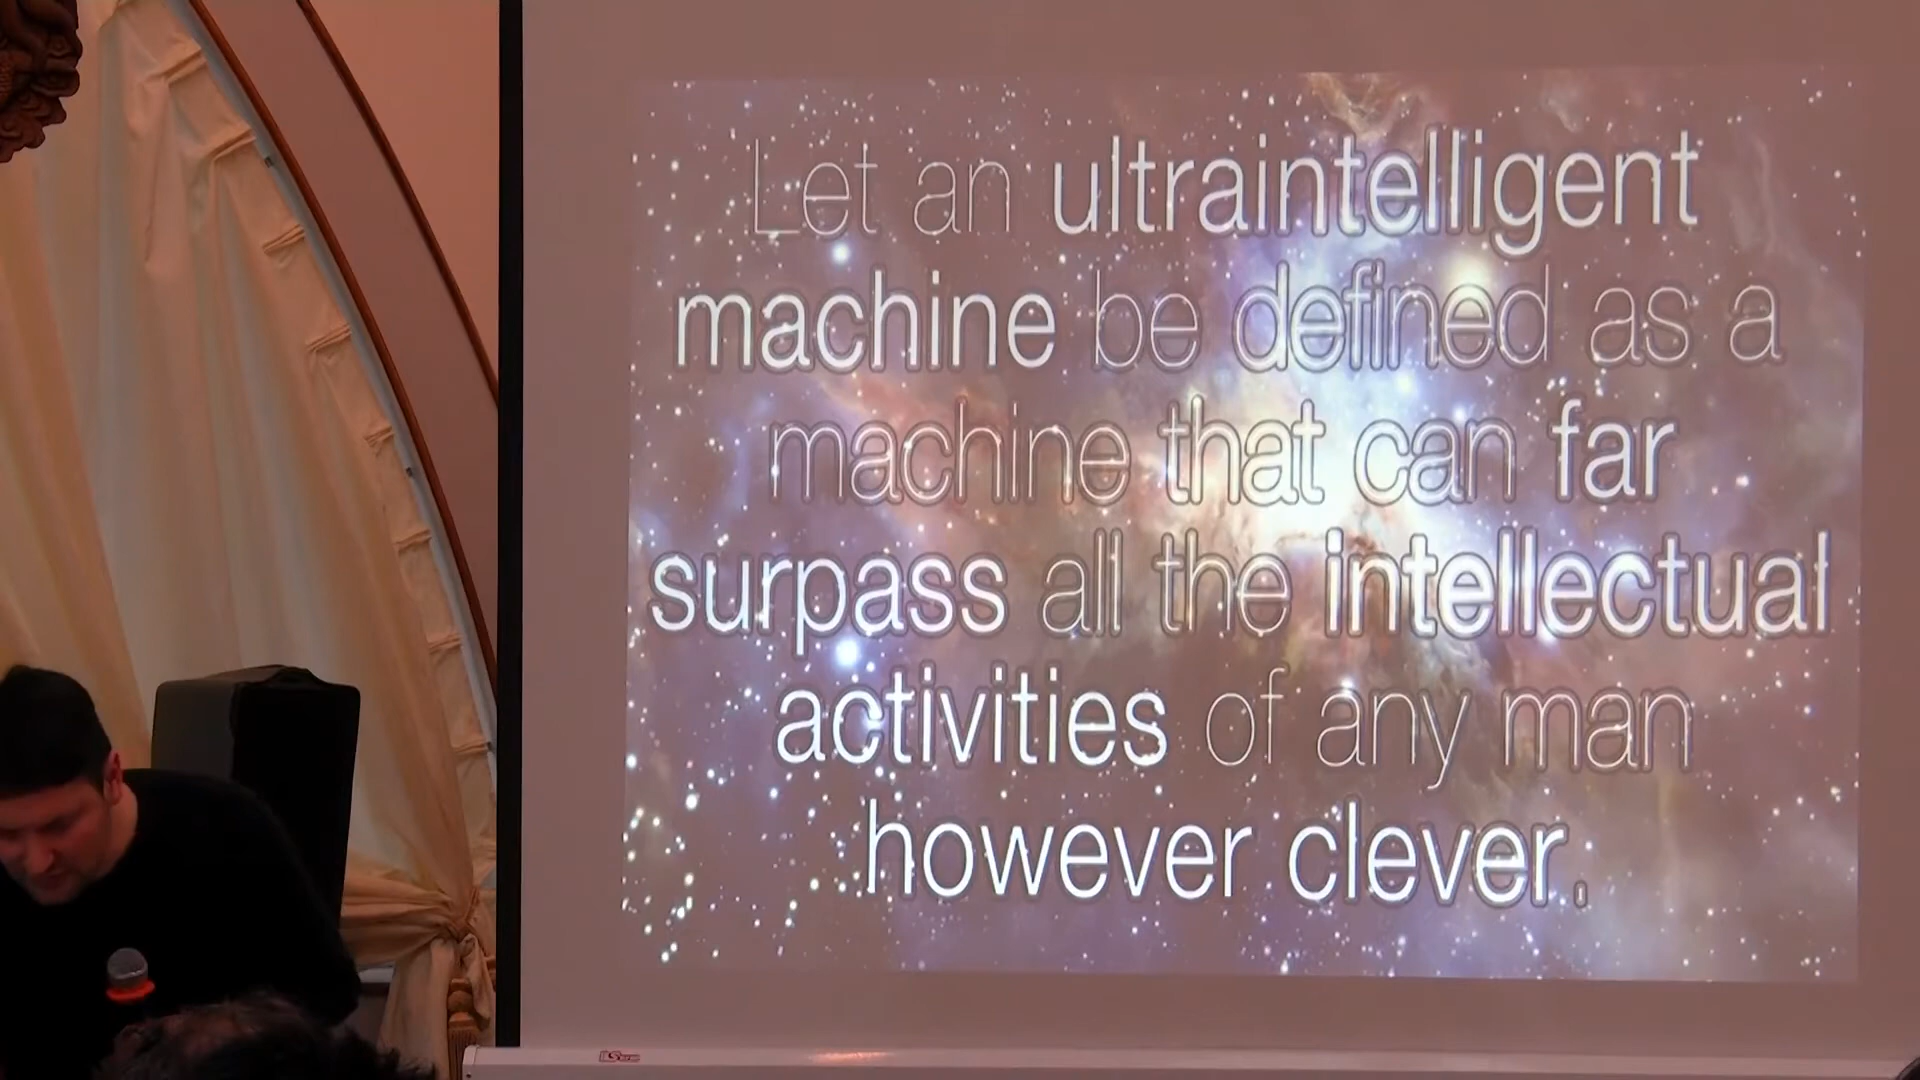 Let an ultraintelligent
machine be defined as a
machine that can far
surpass all the intellectual
activities of any man
however clever.